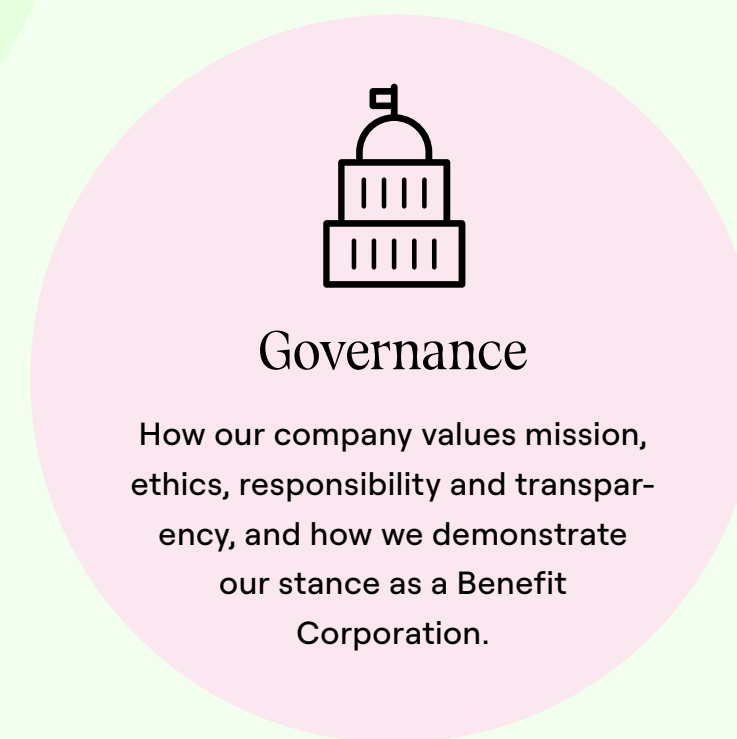 Governance
How our company values mission,
ethics, responsibility and transpar-
ency, and how we demonstrate
our stance as a Benefit
Corporation.